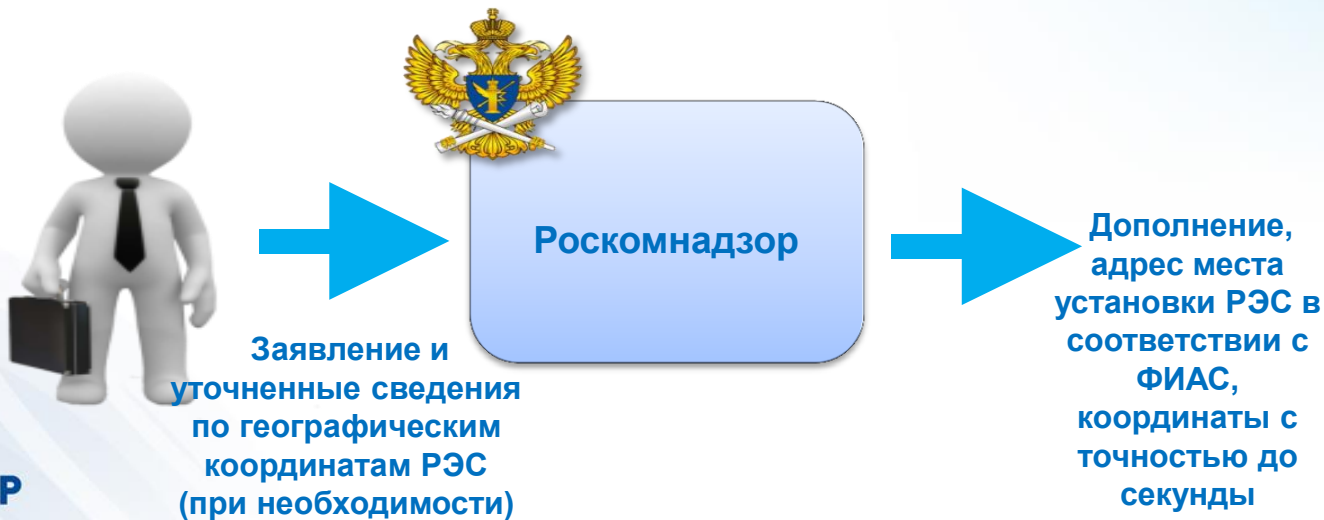 Роскомнадзор
Заявление и
уточненные сведения
по географическим
координатам РЭС
(при необходимости)
Дополнение,
адрес места
установки РЭС в
соответствии с
ФИАС,
координаты с
точностью до
секунды
Р